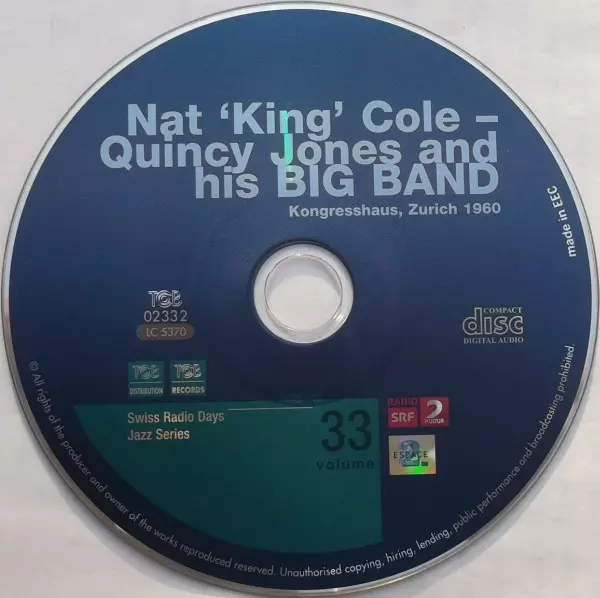 Nat ‘King’ Cole –
Quincy Jones and
his BIG BAND
Kongresshaus, Zurich 1960
made in EEC
TCB
02332
LC 5370
COMPACT
disc
DIGITAL AUDIO
TCB
DISTRIBUTION
TCB
RECORDS
Swiss Radio Days
Jazz Series
33
volume
RADIO
SRF 2
KULTUR
ESPACE
2
© All rights of the producer and owner of the works reproduced reserved. Unauthorised copying, hiring, lending, public performance and broadcasting prohibited.